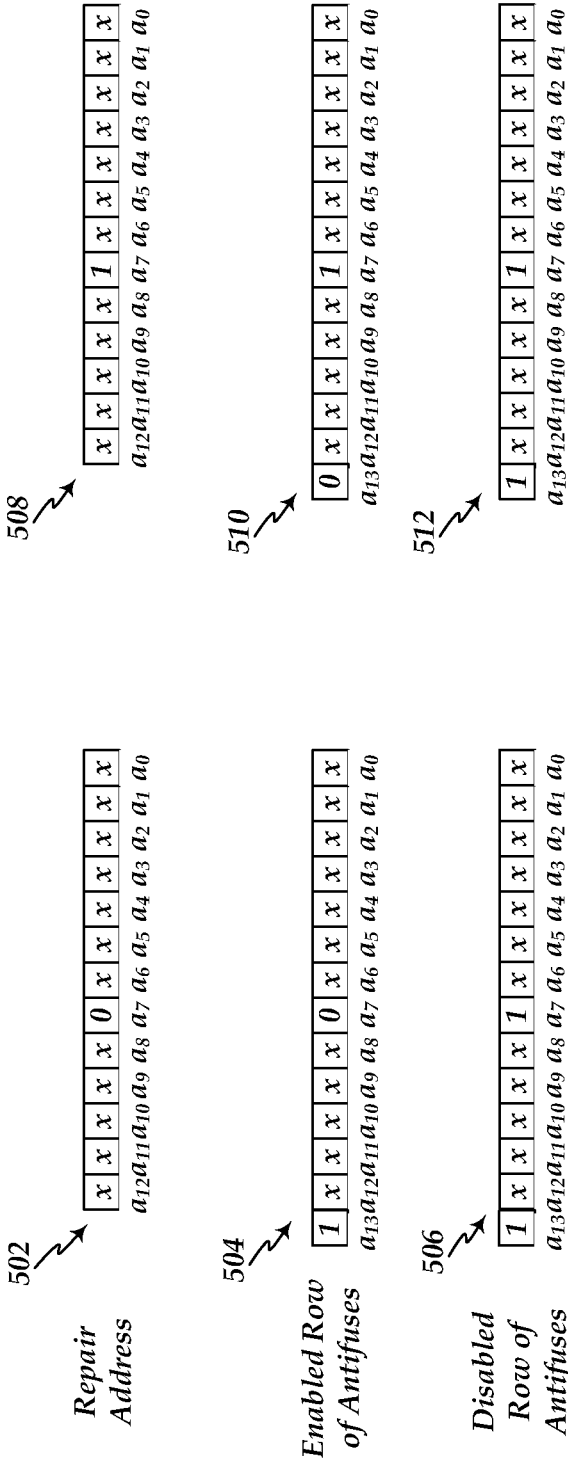 502
508
Repair
Address
x x x x x 0 x x x x x x x
a12 a11 a10 a9 a8 a7 a6 a5 a4 a3 a2 a1 a0
x x x x x 1 x x x x x x x
a12 a11 a10 a9 a8 a7 a6 a5 a4 a3 a2 a1 a0
504
510
Enabled Row
of Antifuses
1 x x x x x 0 x x x x x x x
a13 a12 a11 a10 a9 a8 a7 a6 a5 a4 a3 a2 a1 a0
0 x x x x x 1 x x x x x x x
a13 a12 a11 a10 a9 a8 a7 a6 a5 a4 a3 a2 a1 a0
506
512
Disabled
Row of
Antifuses
1 x x x x x 1 x x x x x x x
a13 a12 a11 a10 a9 a8 a7 a6 a5 a4 a3 a2 a1 a0
1 x x x x x 1 x x x x x x x
a13 a12 a11 a10 a9 a8 a7 a6 a5 a4 a3 a2 a1 a0